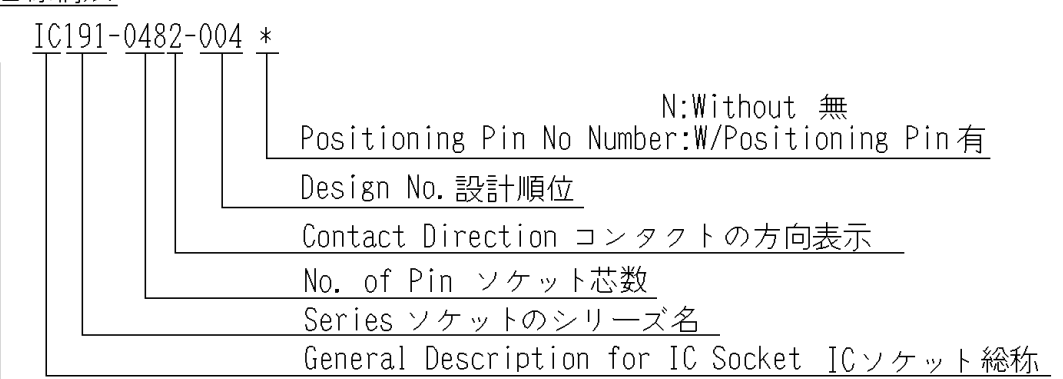 IC191-0482-004 *
N:Without 無
Positioning Pin No Number:W/Positioning Pin有
Design No.設計順位
Contact Direction コンタクトの方向表示
No. of Pin ソケット芯数
Series ソケットのシリーズ名
General Description for IC Socket ICソケット総称